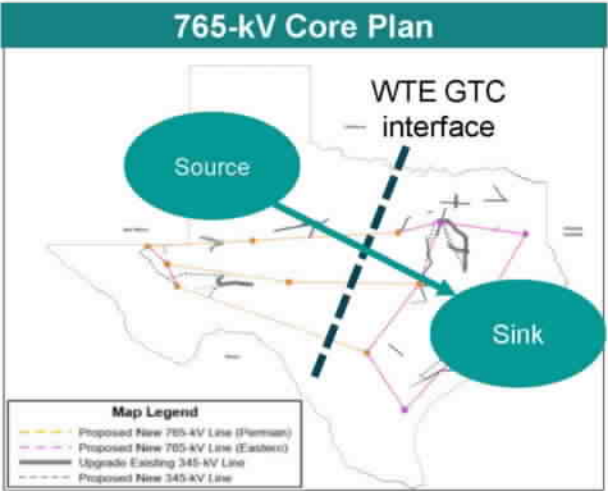 765-kV Core Plan
WTE GTC
interface
Source
Sink
Map Legend
Proposed New 765-kV Line (Permian)
Proposed New 765-kV Line (Eastern)
Upgrade Existing 345-kV Line
Proposed New 345-kV Line